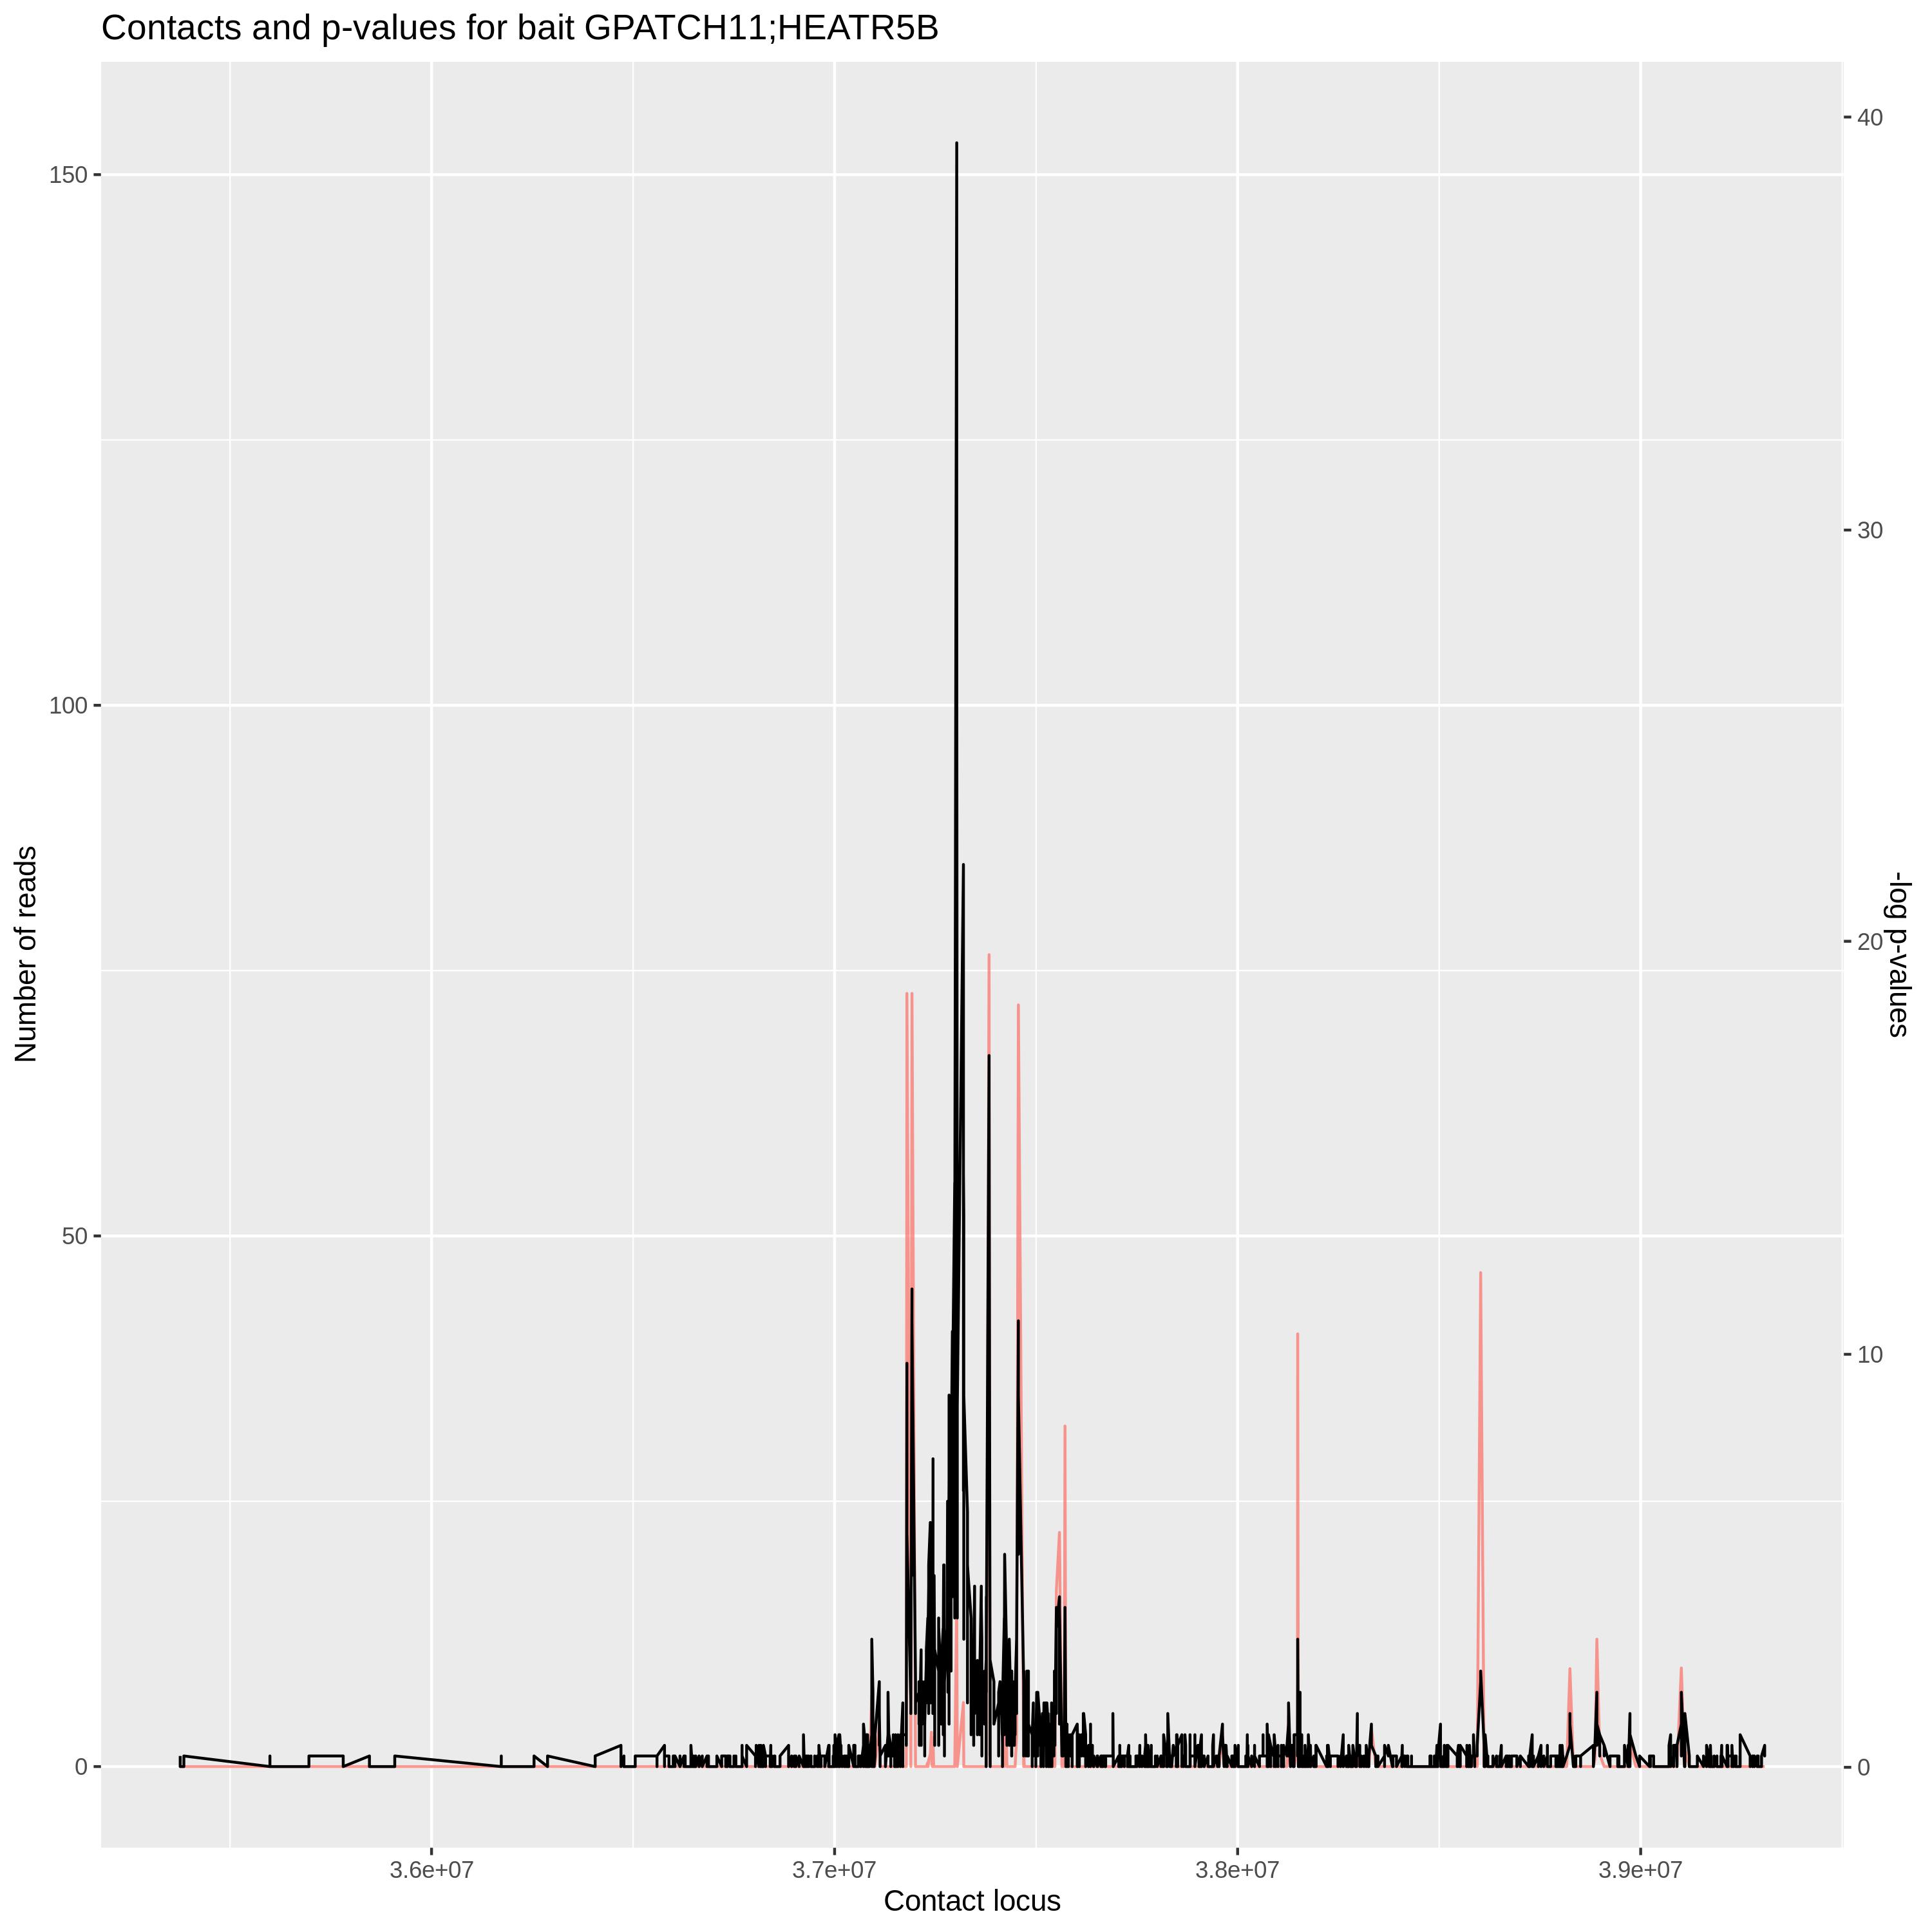 Contacts and p-values for bait GPATCH11;HEATR5B
Number of reads
150
100
50
0
40
30
20
10
0
-log p-values
3.6e+07 3.7e+07 3.8e+07 3.9e+07
Contact locus